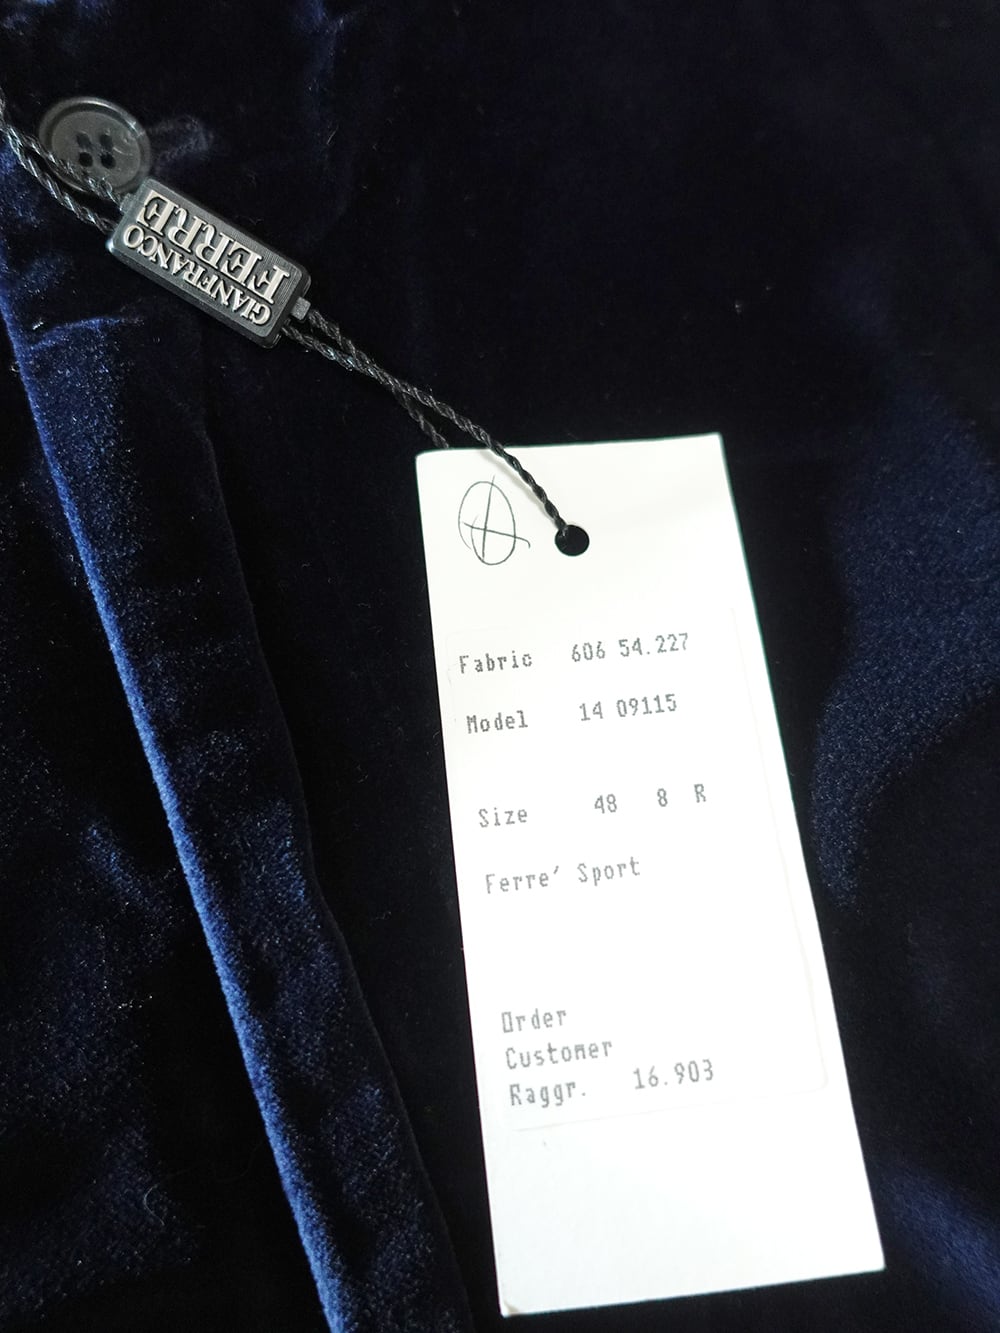 GIANFRANCO
FERRE
Fabric 606 54.227
Model 14 09115
Size 48 8 R
Ferre' Sport
Order
Customer
Raggr. 16.903